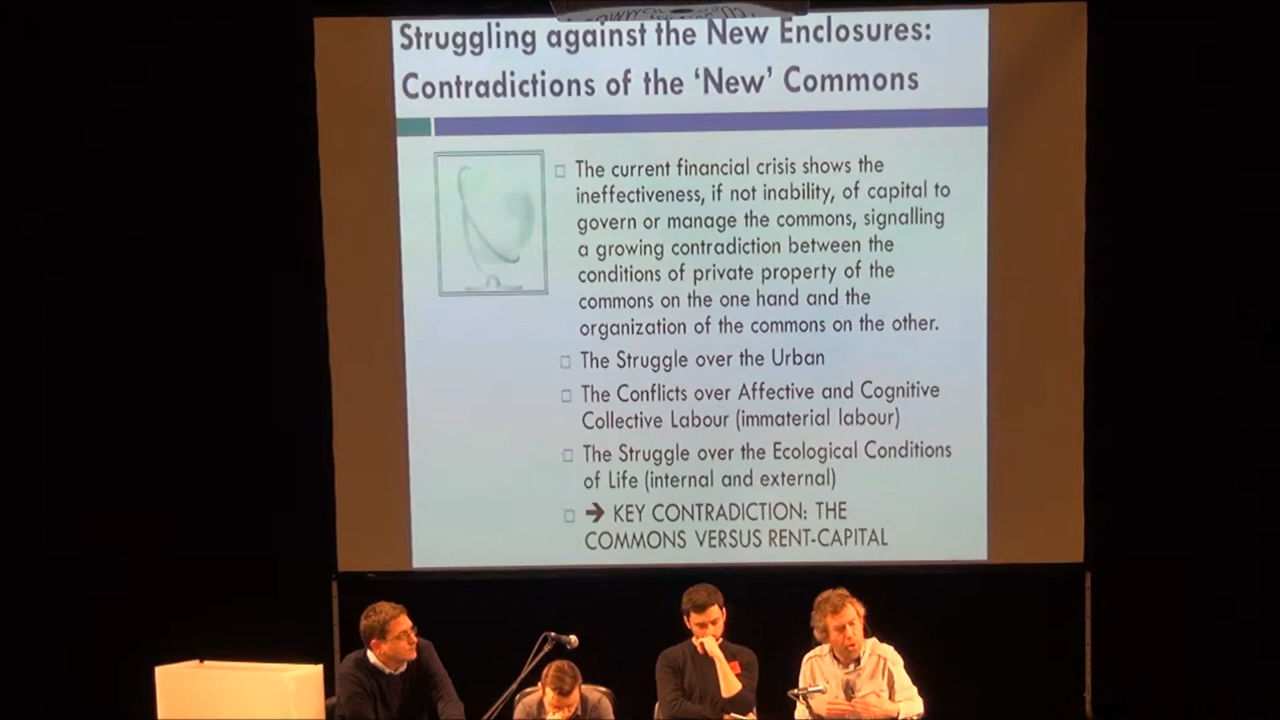 Struggling against the New Enclosures:
Contradictions of the ‘New’ Commons
The current financial crisis shows the
ineffectiveness, if not inability, of capital to
govern or manage the commons, signalling
a growing contradiction between the
conditions of private property of the
commons on the one hand and the
organization of the commons on the other.
The Struggle over the Urban
The Conflicts over Affective and Cognitive
Collective Labour (immaterial labour)
The Struggle over the Ecological Conditions
of Life (internal and external)
➔ KEY CONTRADICTION: THE
COMMONS VERSUS RENT-CAPITAL